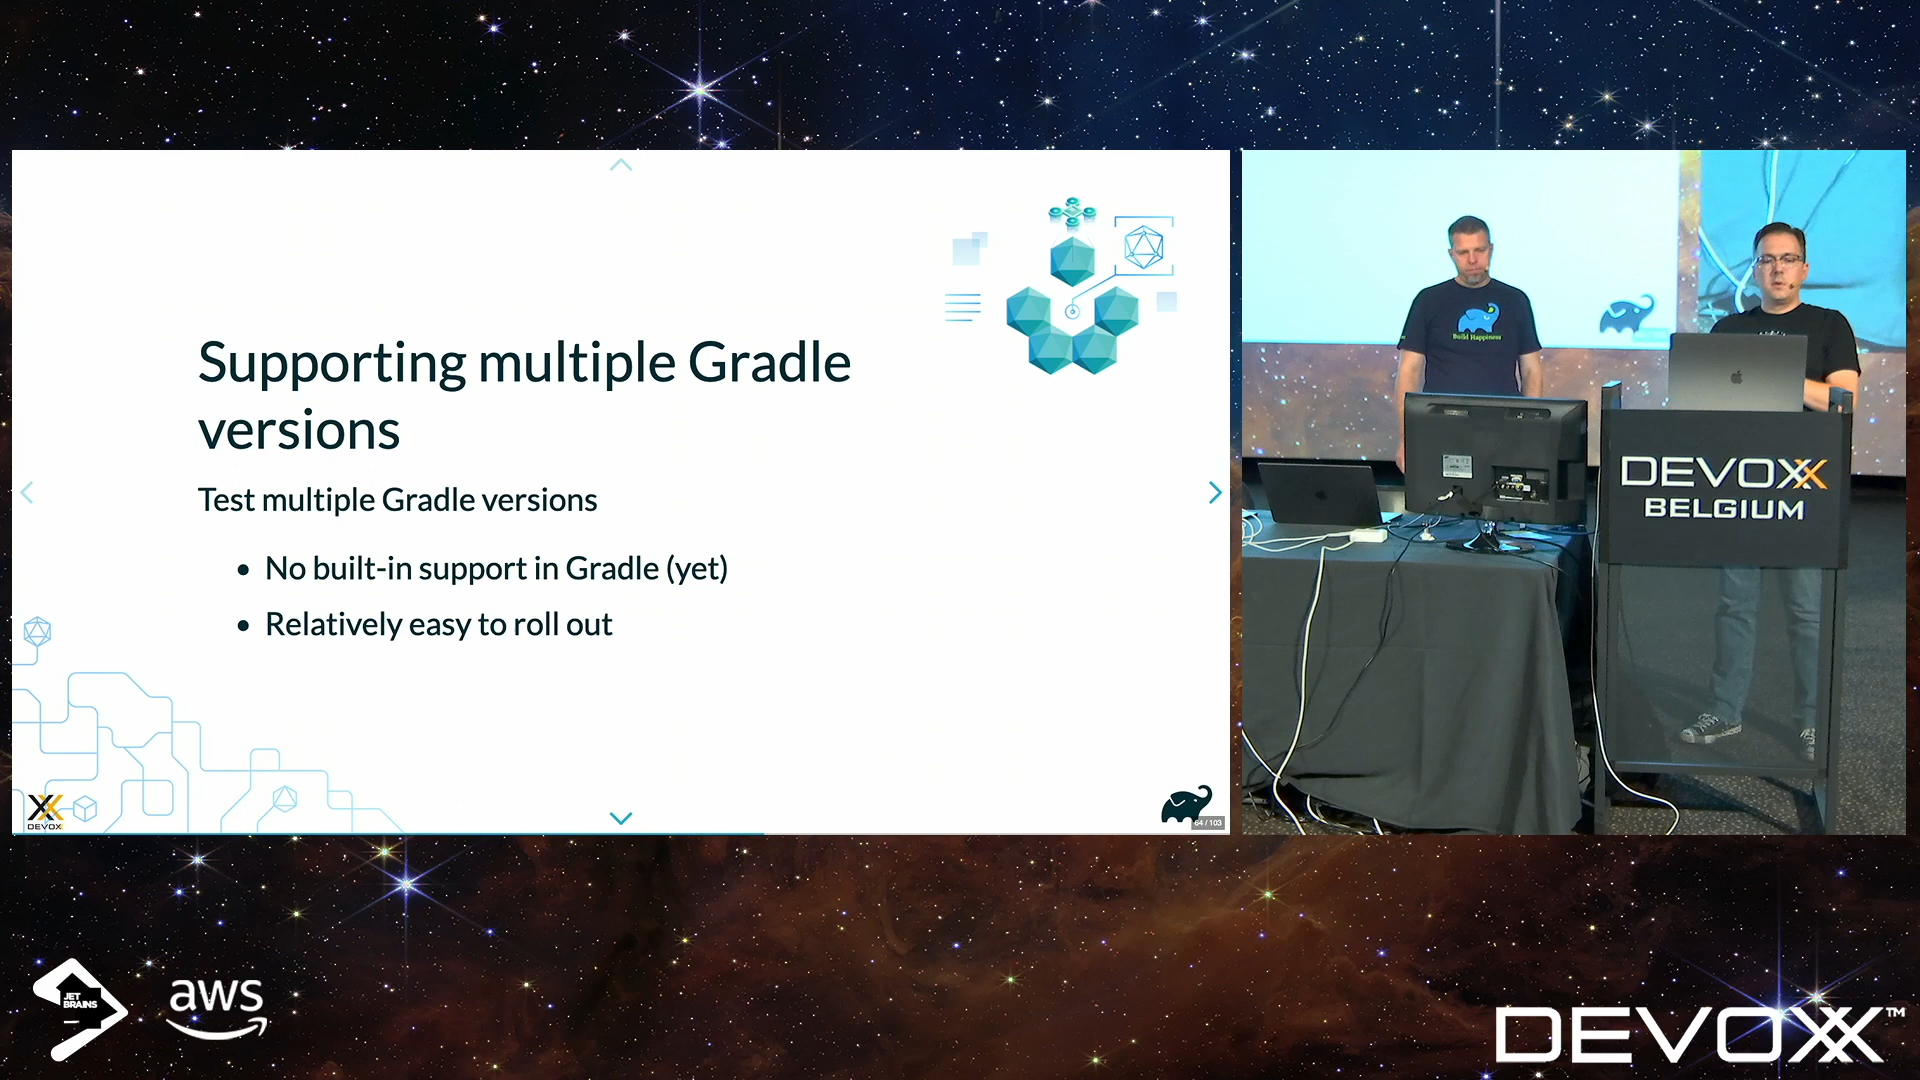 Supporting multiple Gradle
versions
Test multiple Gradle versions
• No built-in support in Gradle (yet)
• Relatively easy to roll out
DEVOXX
64 / 103
Build Happiness
DEVOXX
BELGIUM
JET
BRAINS
aws
DEVOXX™